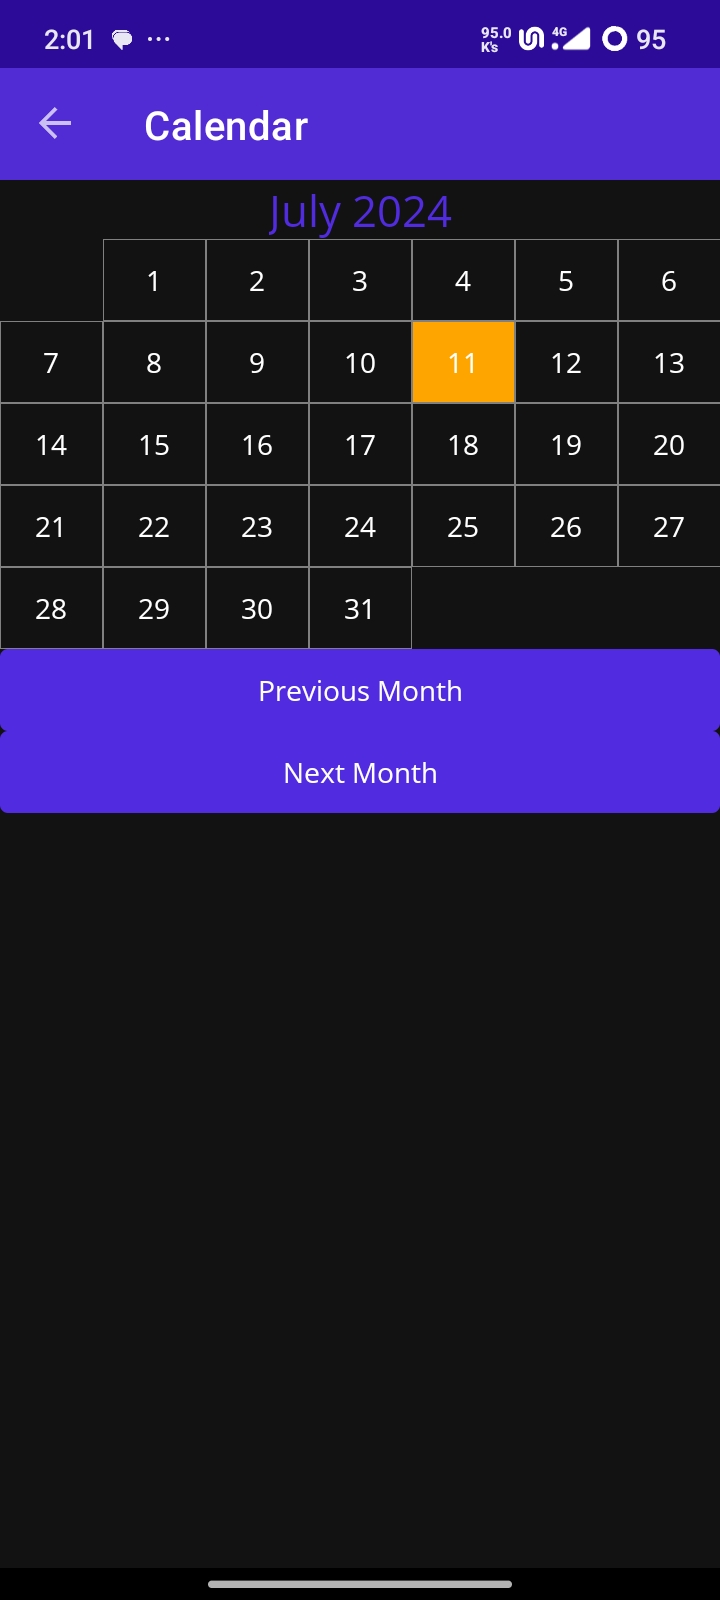 2:01 ... 95.0 K's 4G 95
Calendar
July 2024
1 2 3 4 5 6
7 8 9 10 11 12 13
14 15 16 17 18 19 20
21 22 23 24 25 26 27
28 29 30 31
Previous Month
Next Month